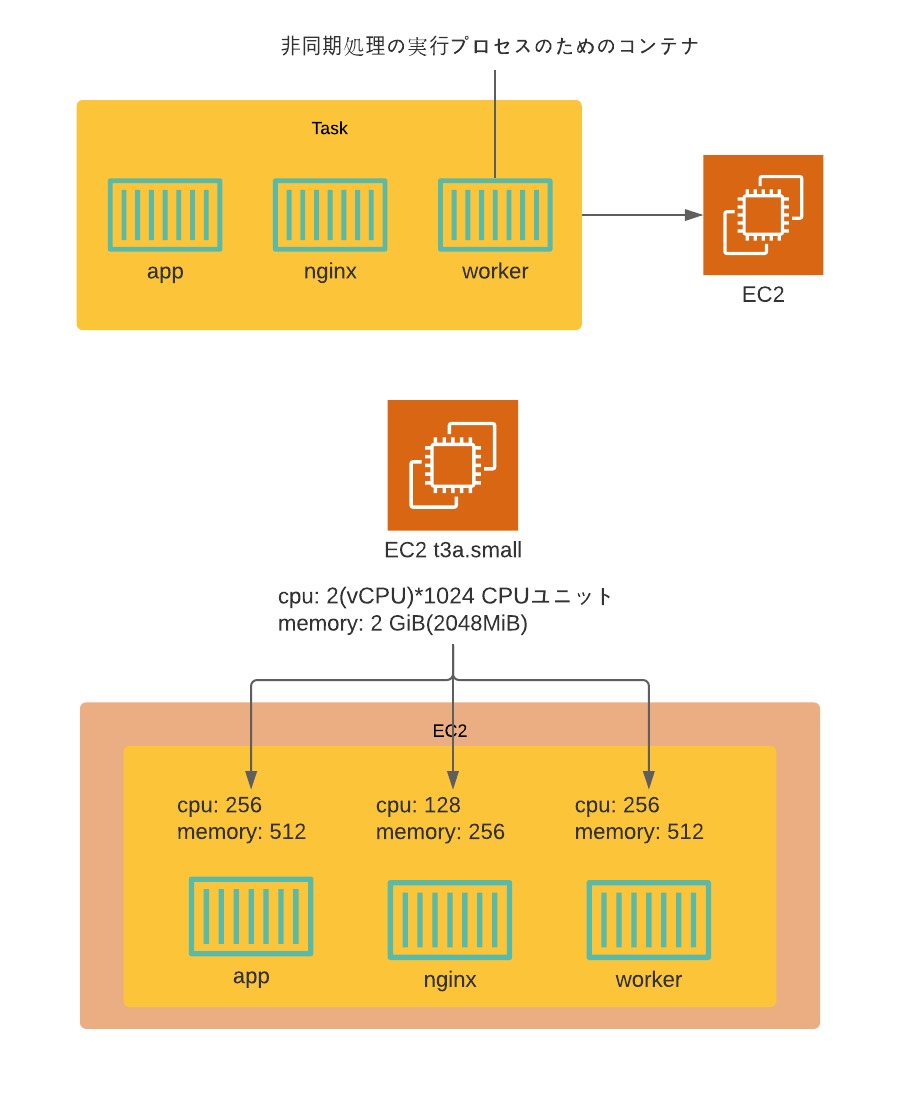 非同期処理の実行プロセスのためのコンテナ
Task
app
nginx
worker
EC2
EC2 t3a.small
cpu: 2(vCPU)*1024 CPUユニット
memory: 2 GiB(2048MiB)
EC2
cpu: 256
memory: 512
cpu: 128
memory: 256
cpu: 256
memory: 512
app
nginx
worker